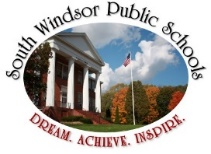 South Windsor Public Schools
DREAM. ACHIEVE. INSPIRE.